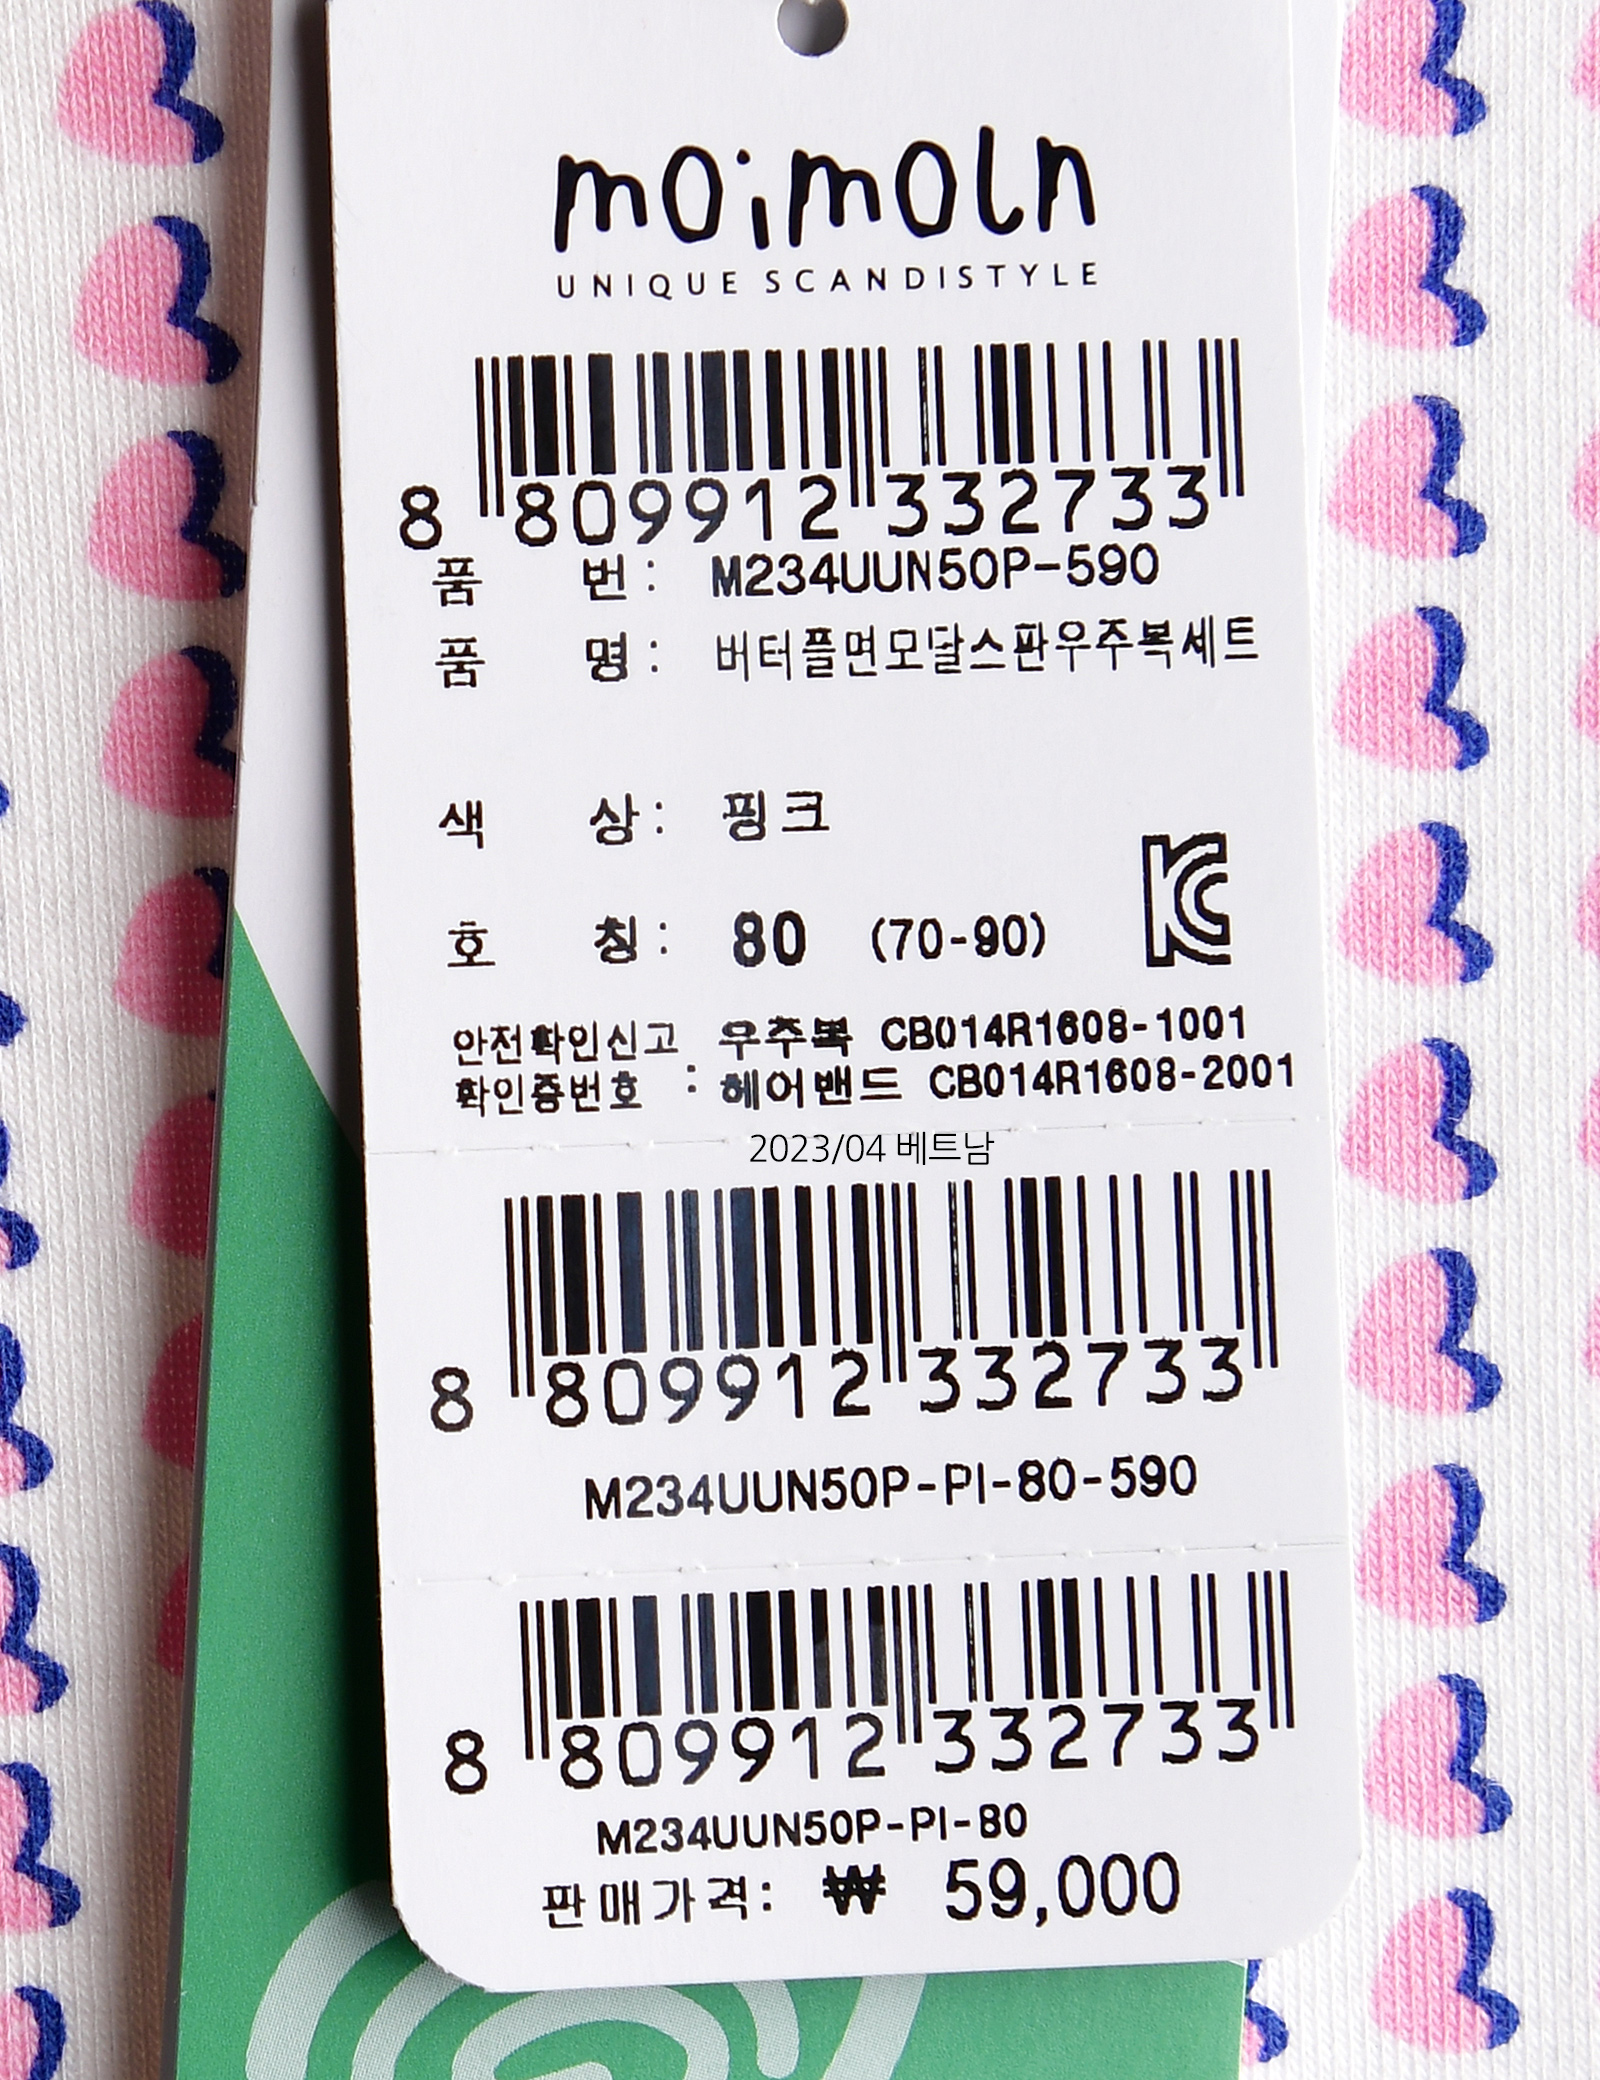 moimoln
UNIQUE SCANDISTYLE
8 809912 332733
품 번 : M234UUN50P-590
품 명 : 버터플면모달스판우주복세트
색 상 : 핑크
호 칭 : 80 (70-90)
KC
안전확인신고 확인증번호 : 우주복 CB014R1608-1001
헤어밴드 CB014R1608-2001
2023/04 베트남
8 809912 332733
M234UUN50P-PI-80-590
8 809912 332733
M234UUN50P-PI-80
판매가격 : ₩ 59,000